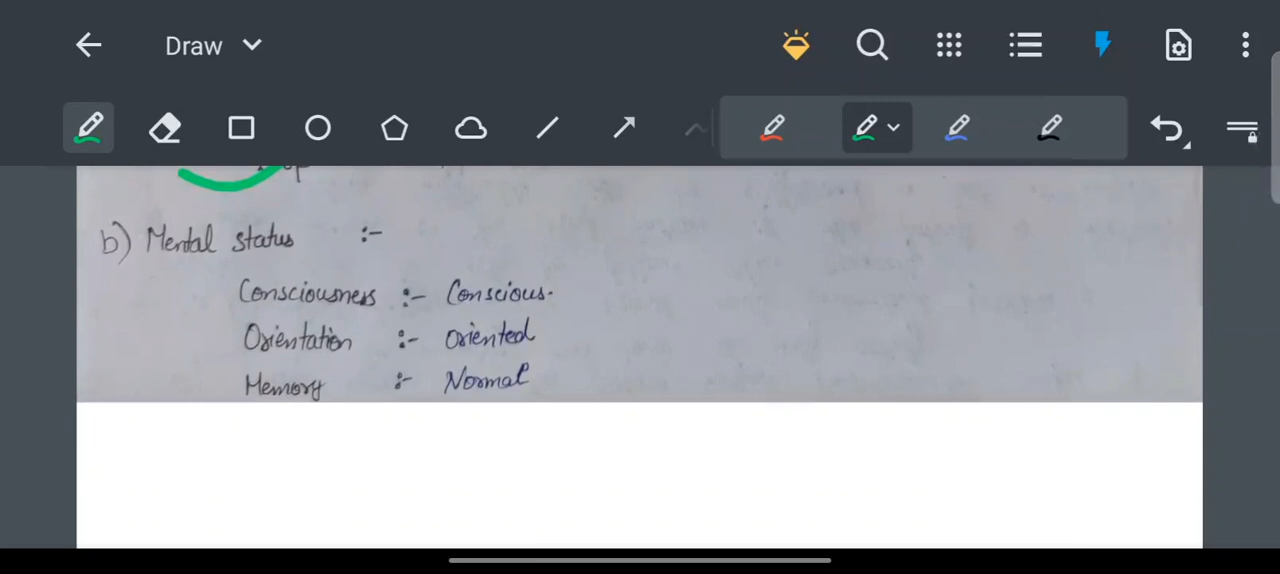 Draw
b) Mental status :-
Consciousness :- Conscious.
Orientation :- Oriented
Memory :- Normal